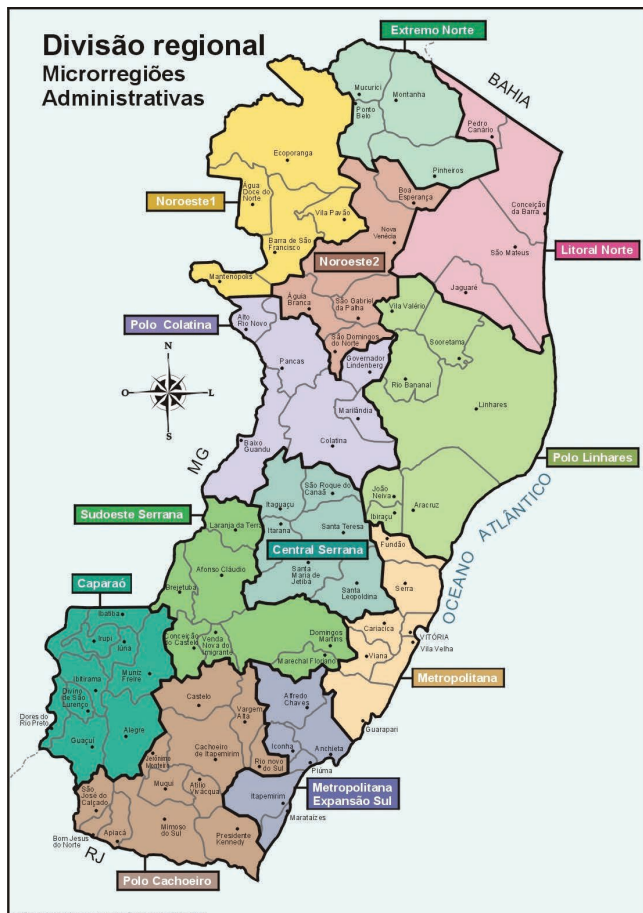 Divisão regional
Microrregiões
Administrativas
Extremo Norte
BAHIA
Mucurici
Montanha
Ponto
Belo
Pedro
Canário
Ecoporanga
Pinheiros
Água
Doce do
Norte
Boa
Esperança
Noroeste1
Vila Pavão
Conceição
da Barra
Nova
Venécia
Barra de São
Francisco
São Mateus
Litoral Norte
Noroeste2
Mantenópolis
Jaguaré
Águia
Branca
São Gabriel
da Palha
Vila Valério
Polo Colatina
Alto
Rio Novo
São Domingos
do Norte
Sooretama
Governador
Lindenberg
Pancas
Rio Bananal
N
O
L
S
Marilândia
Linhares
Baixo
Guandu
Colatina
MG
Polo Linhares
São Roque do
Canaã
João
Neiva
Itaguaçu
Aracruz
Ibiraçu
Sudoeste Serrana
Itarana
Santa Teresa
Laranja da Terra
OCEANO ATLÂNTICO
Fundão
Central Serrana
Afonso Cláudio
Santa
Maria de
Jetibá
Caparaó
Brejetuba
Santa
Leopoldina
Serra
Ibatiba
Irupi
Iúna
Conceição
do Castelo
Venda
Nova do
Imigrante
Domingos
Martins
Cariacica
VITÓRIA
Vila Velha
Viana
Marechal Floriano
Muniz
Freire
Ibitirama
Metropolitana
Divino
de São
Lourenço
Castelo
Alfredo
Chaves
Dores do
Rio Preto
Vargem
Alta
Guarapari
Alegre
Guaçuí
Cachoeiro
de Itapemirim
Iconha
Anchieta
Jerônimo
Monteiro
Rio novo
do Sul
Piúma
Metropolitana
Expansão Sul
Muqui
Atílio
Vivacqua
São
José do
Calçado
Itapemirim
Marataízes
Bom Jesus
do Norte
Apiacá
Mimoso
do Sul
Presidente
Kennedy
RJ
Polo Cachoeiro